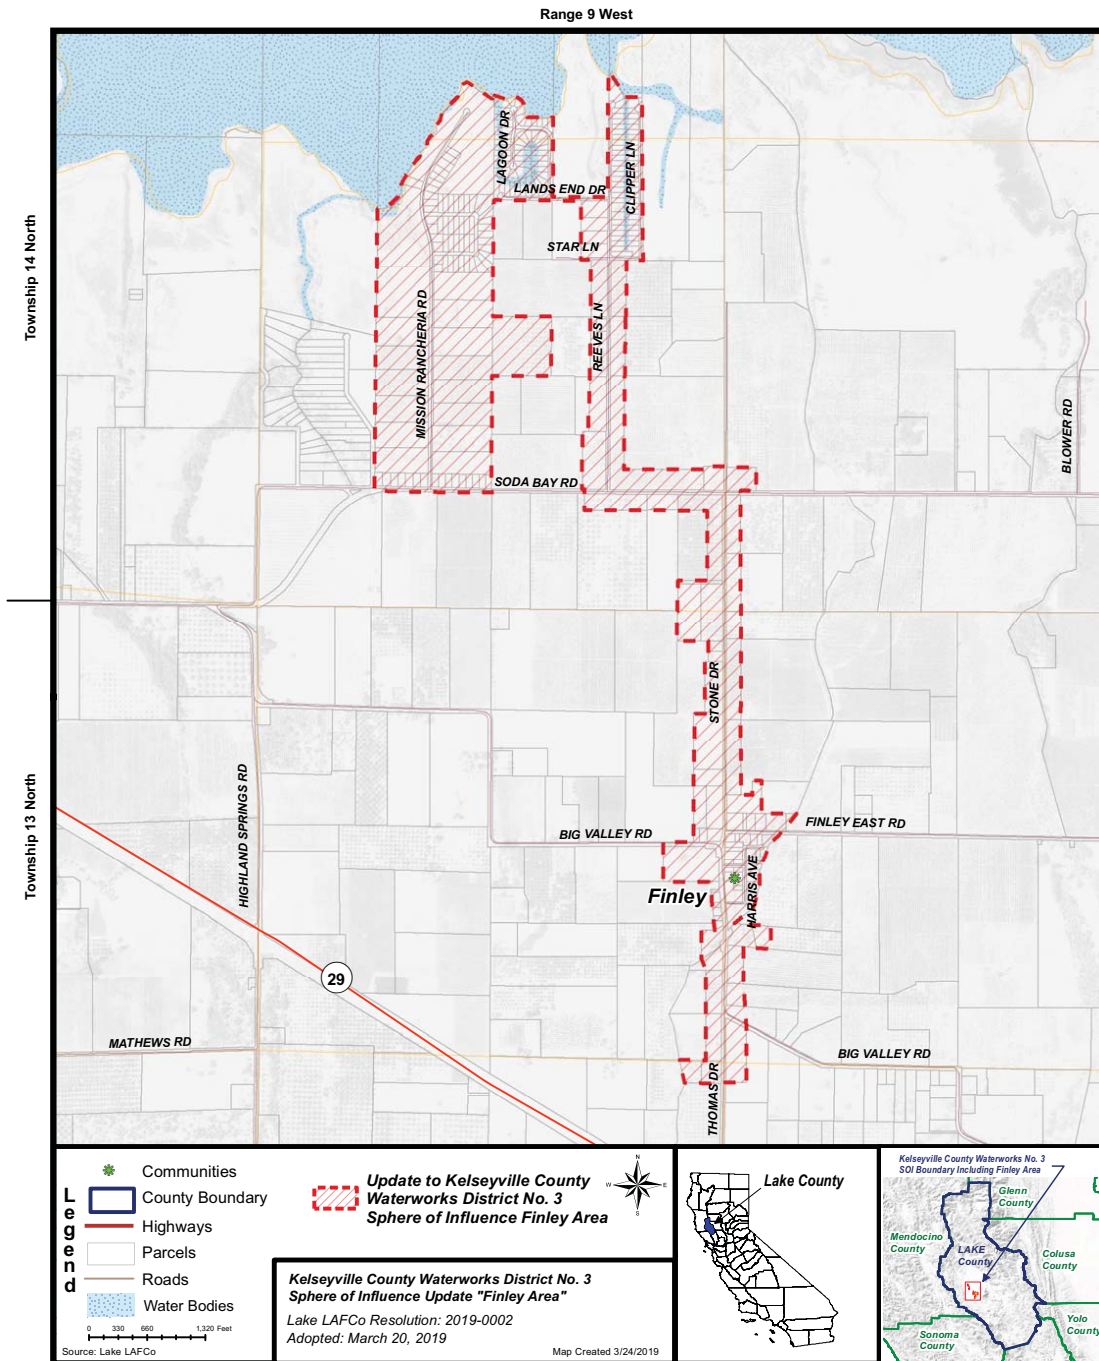 Range 9 West
Township 14 North
Township 13 North
LAGOON DR
LANDS END DR
CLIPPER LN
STAR LN
REEVES LN
MISSION RANCHERIA RD
BLOWER RD
SODA BAY RD
STONE DR
HIGHLAND SPRINGS RD
BIG VALLEY RD
FINLEY EAST RD
HARRIS AVE
Finley
29
MATHEWS RD
BIG VALLEY RD
THOMAS DR
Legend
Communities
County Boundary
Highways
Parcels
Roads
Water Bodies
0 330 660 1,320 Feet
Source: Lake LAFCo
Update to Kelseyville County
Waterworks District No. 3
Sphere of Influence Finley Area
N
W E
S
Kelseyville County Waterworks District No. 3
Sphere of Influence Update "Finley Area"
Lake LAFCo Resolution: 2019-0002
Adopted: March 20, 2019
Map Created 3/24/2019
Lake County
Kelseyville County Waterworks No. 3
SOI Boundary Including Finley Area
Glenn
County
Mendocino
County
LAKE
County
Colusa
County
Sonoma
County
Yolo
County